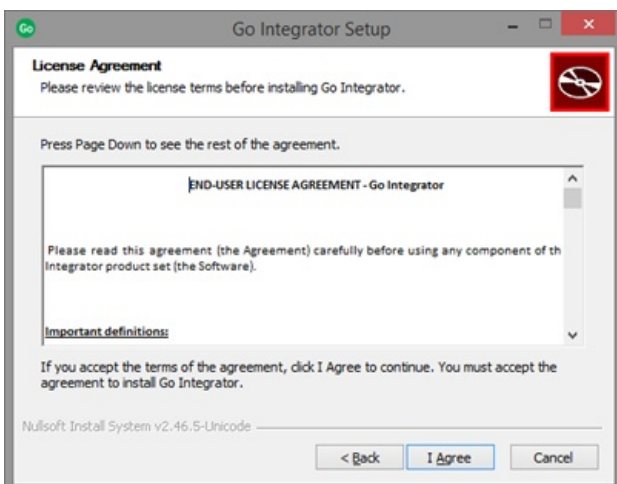 Go
Go Integrator Setup
License Agreement
Please review the license terms before installing Go Integrator.
Press Page Down to see the rest of the agreement.
END-USER LICENSE AGREEMENT - Go Integrator
Please read this agreement (the Agreement) carefully before using any component of th
Integrator product set (the Software).
Important definitions:
If you accept the terms of the agreement, click I Agree to continue. You must accept the
agreement to install Go Integrator.
Nullsoft Install System v2.46.5-Unicode
< Back
I Agree
Cancel